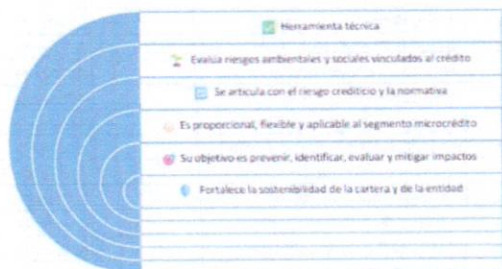 Herramienta técnica
Evalúa riesgos ambientales y sociales vinculados al crédito
Se articula con el riesgo crediticio y la normativa
Es proporcional, flexible y aplicable al segmento microcrédito
Su objetivo es prevenir, identificar, evaluar y mitigar impactos
Fortalece la sostenibilidad de la cartera y de la entidad